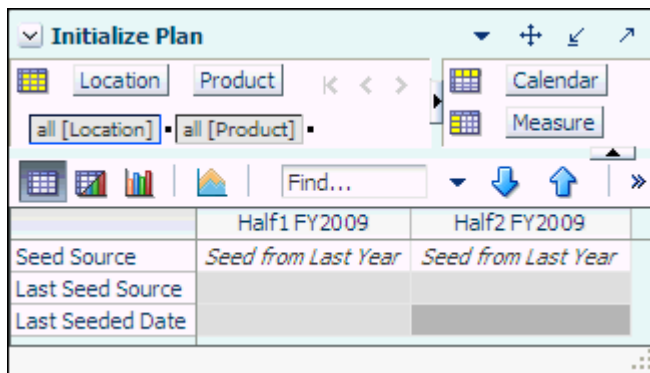 Initialize Plan
Location Product Calendar
Measure
all [Location] all [Product]
Find...
Half1 FY2009 Half2 FY2009
Seed Source Seed from Last Year Seed from Last Year
Last Seed Source
Last Seeded Date